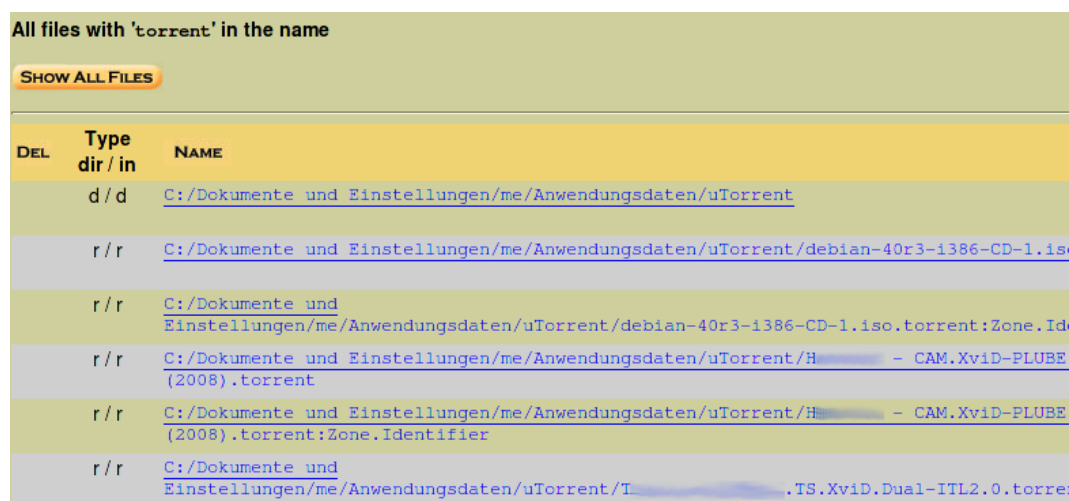 All files with 'torrent' in the name
SHOW ALL FILES
DEL Type dir / in NAME
d / d C:/Dokumente und Einstellungen/me/Anwendungsdaten/uTorrent
r / r C:/Dokumente und Einstellungen/me/Anwendungsdaten/uTorrent/debian-40r3-i386-CD-1.iso
r / r C:/Dokumente und
Einstellungen/me/Anwendungsdaten/uTorrent/debian-40r3-i386-CD-1.iso.torrent:Zone.Ide
r / r C:/Dokumente und Einstellungen/me/Anwendungsdaten/uTorrent/H - CAM.XviD-PLUBE
(2008).torrent
r / r C:/Dokumente und Einstellungen/me/Anwendungsdaten/uTorrent/H - CAM.XviD-PLUBE
(2008).torrent:Zone.Identifier
r / r C:/Dokumente und
Einstellungen/me/Anwendungsdaten/uTorrent/T .TS.XviD.Dual-ITL2.0.torre